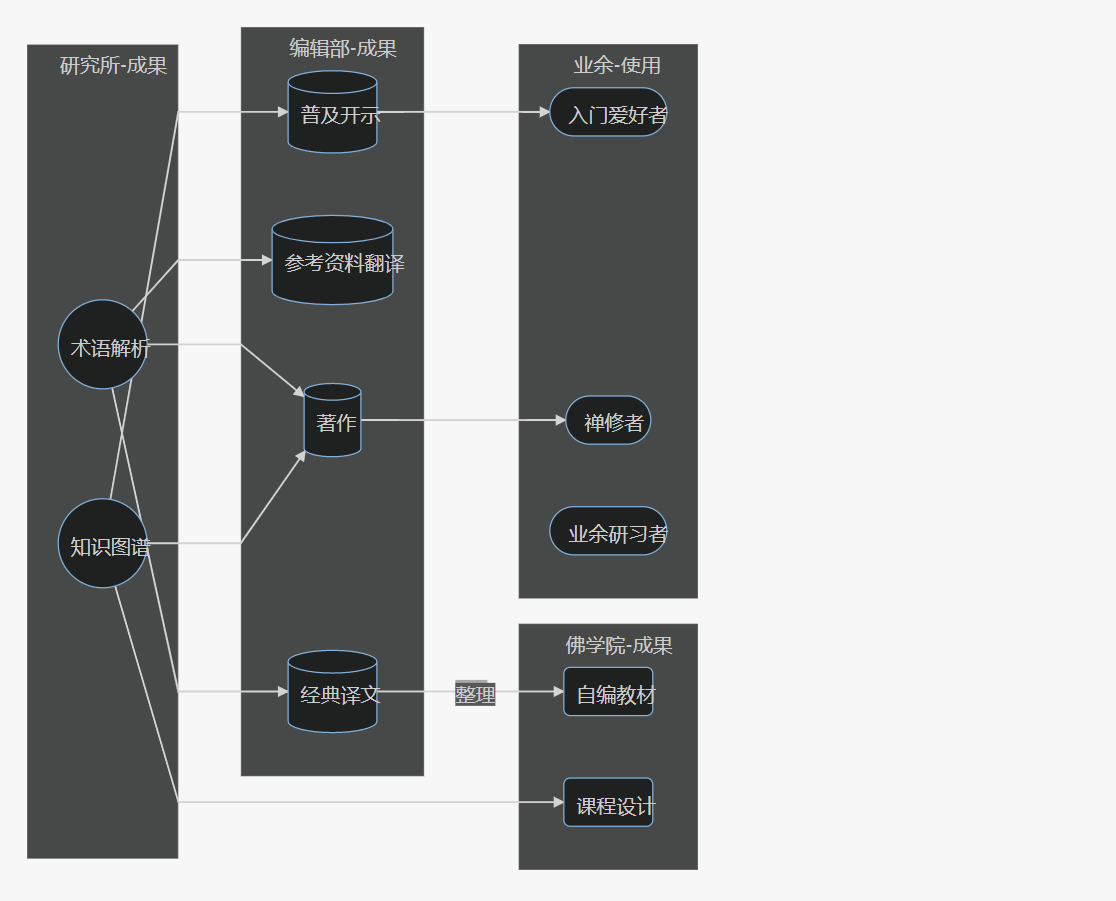 研究所-成果
术语解析
知识图谱
编辑部-成果
普及开示
参考资料翻译
著作
经典译文
整理
业余-使用
入门爱好者
禅修者
业余研习者
佛学院-成果
自编教材
课程设计